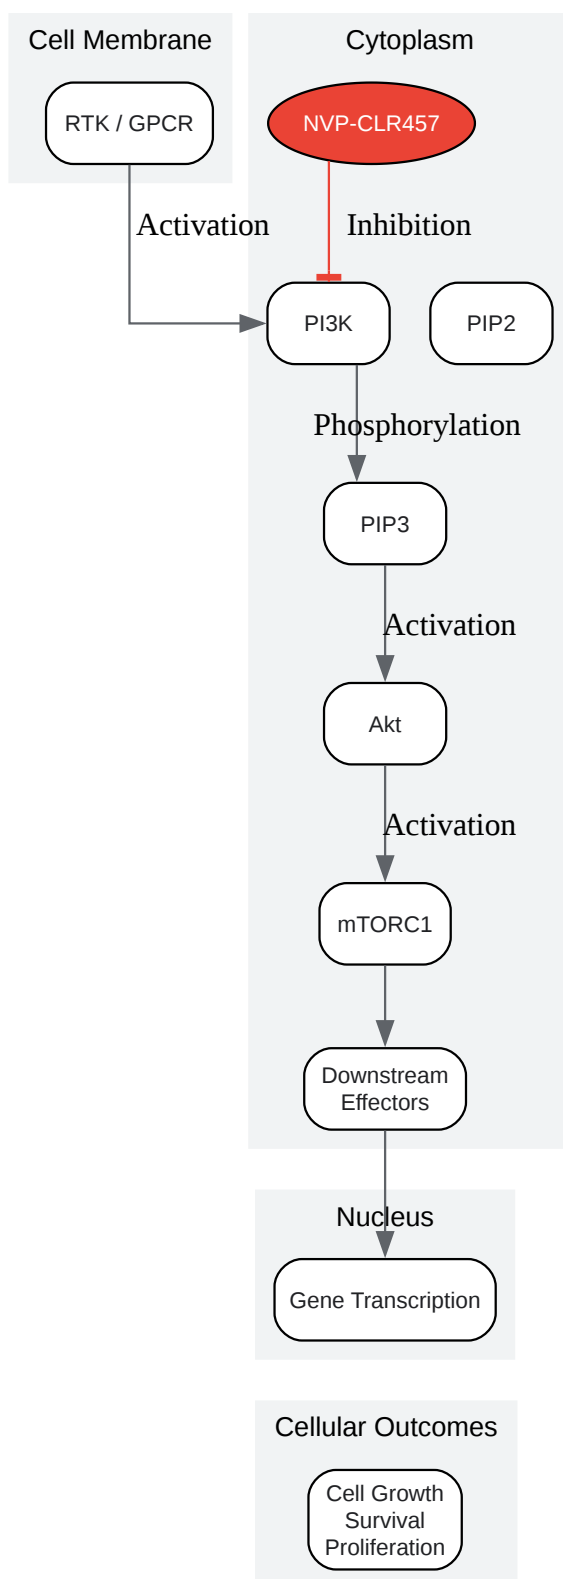 Cell Membrane
Cytoplasm
RTK / GPCR
NVP-CLR457
Activation
Inhibition
PI3K
PIP2
Phosphorylation
PIP3
Activation
Akt
Activation
mTORC1
Downstream
Effectors
Nucleus
Gene Transcription
Cellular Outcomes
Cell Growth
Survival
Proliferation